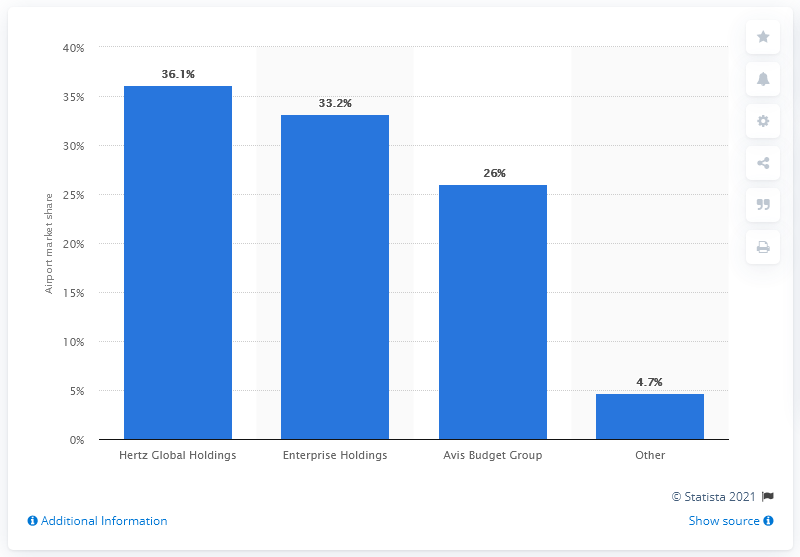 40%
35%
30%
25%
20%
15%
10%
5%
0%
Airport market share
36.1%
33.2%
26%
4.7%
Hertz Global Holdings
Enterprise Holdings
Avis Budget Group
Other
© Statista 2021
Additional Information
Show source